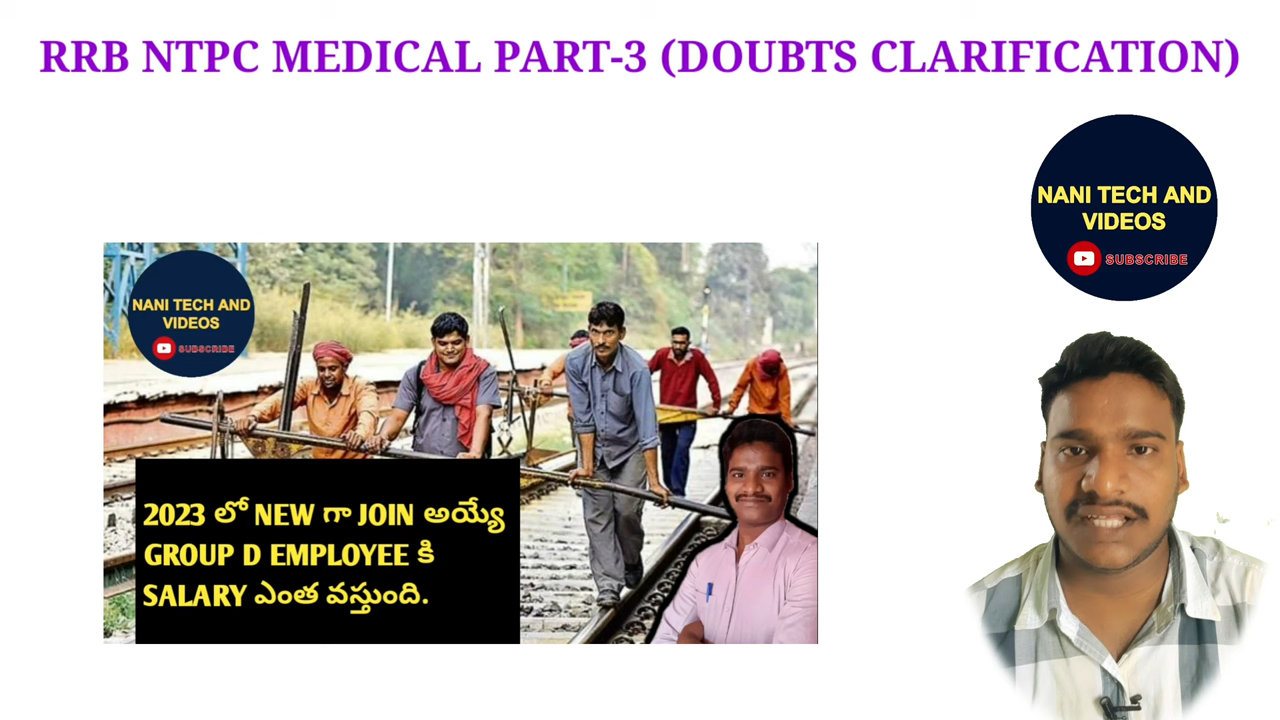 RRB NTPC MEDICAL PART-3 (DOUBTS CLARIFICATION)
NANI TECH AND
VIDEOS
SUBSCRIBE
NANI TECH AND
VIDEOS
SUBSCRIBE
2023 లో NEW గా JOIN అయ్యే
GROUP D EMPLOYEE కి
SALARY ఎంత వస్తుంది.